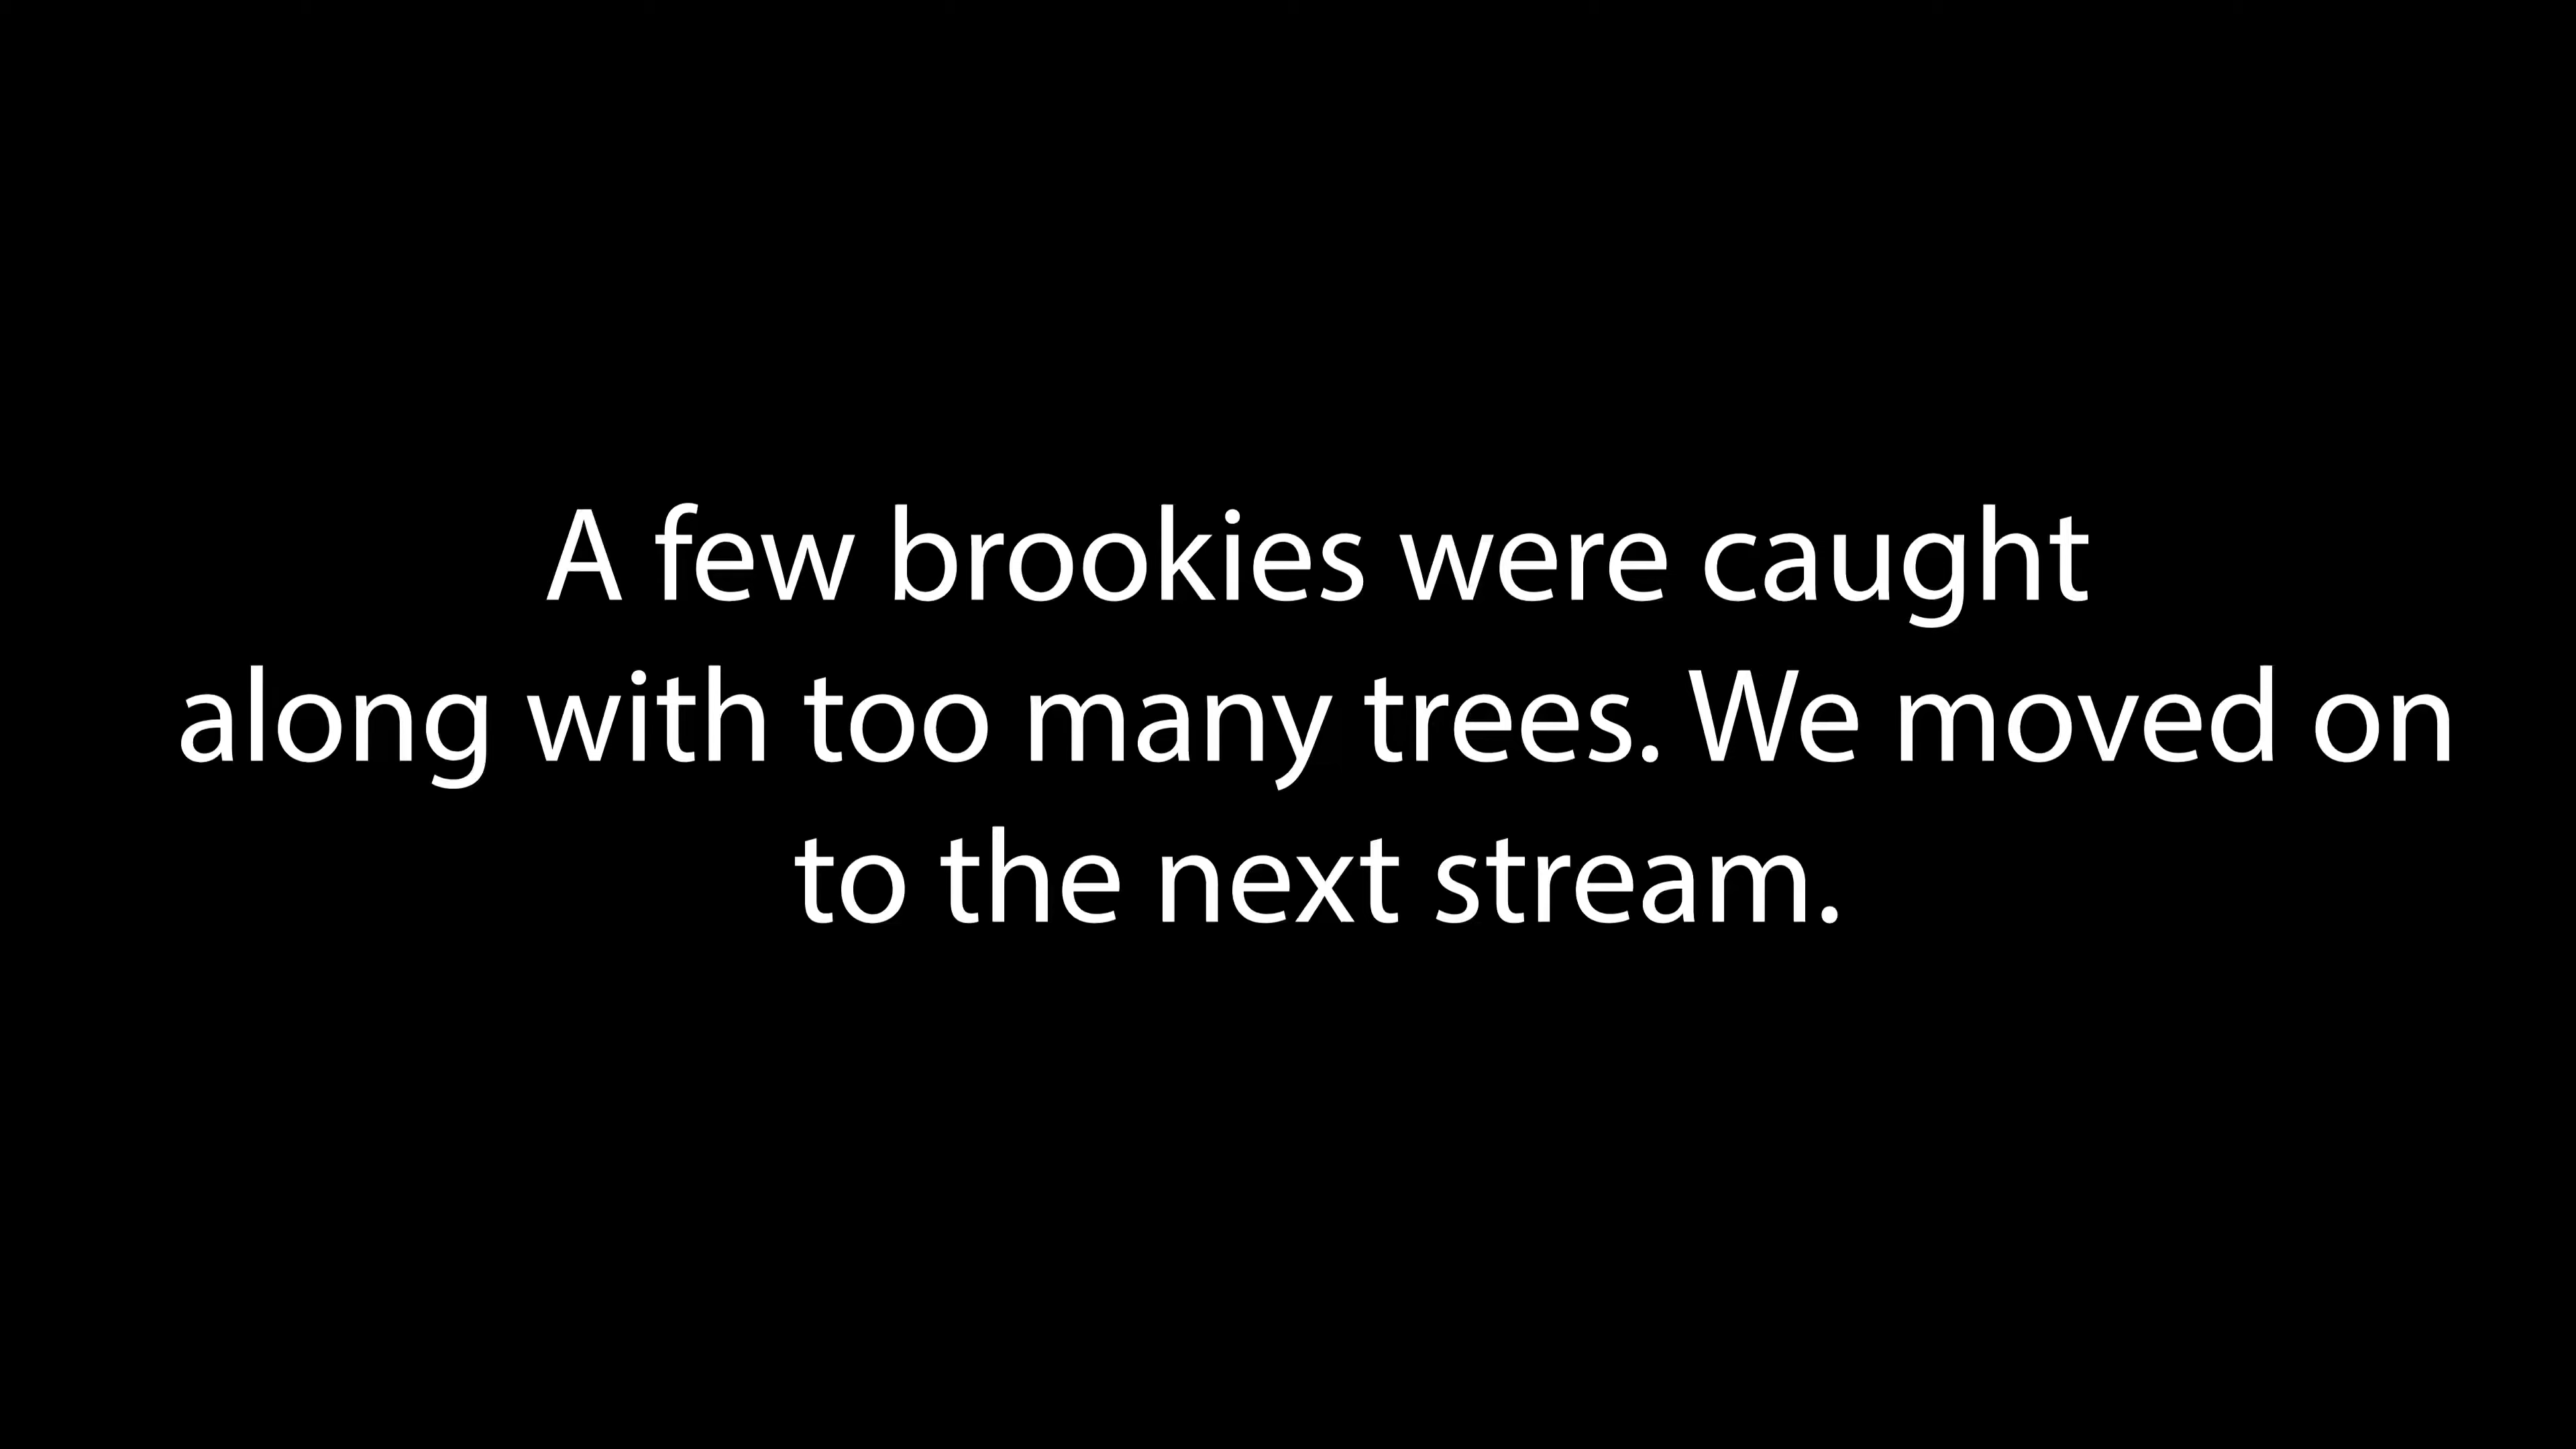 A few brookies were caught
along with too many trees. We moved on
to the next stream.